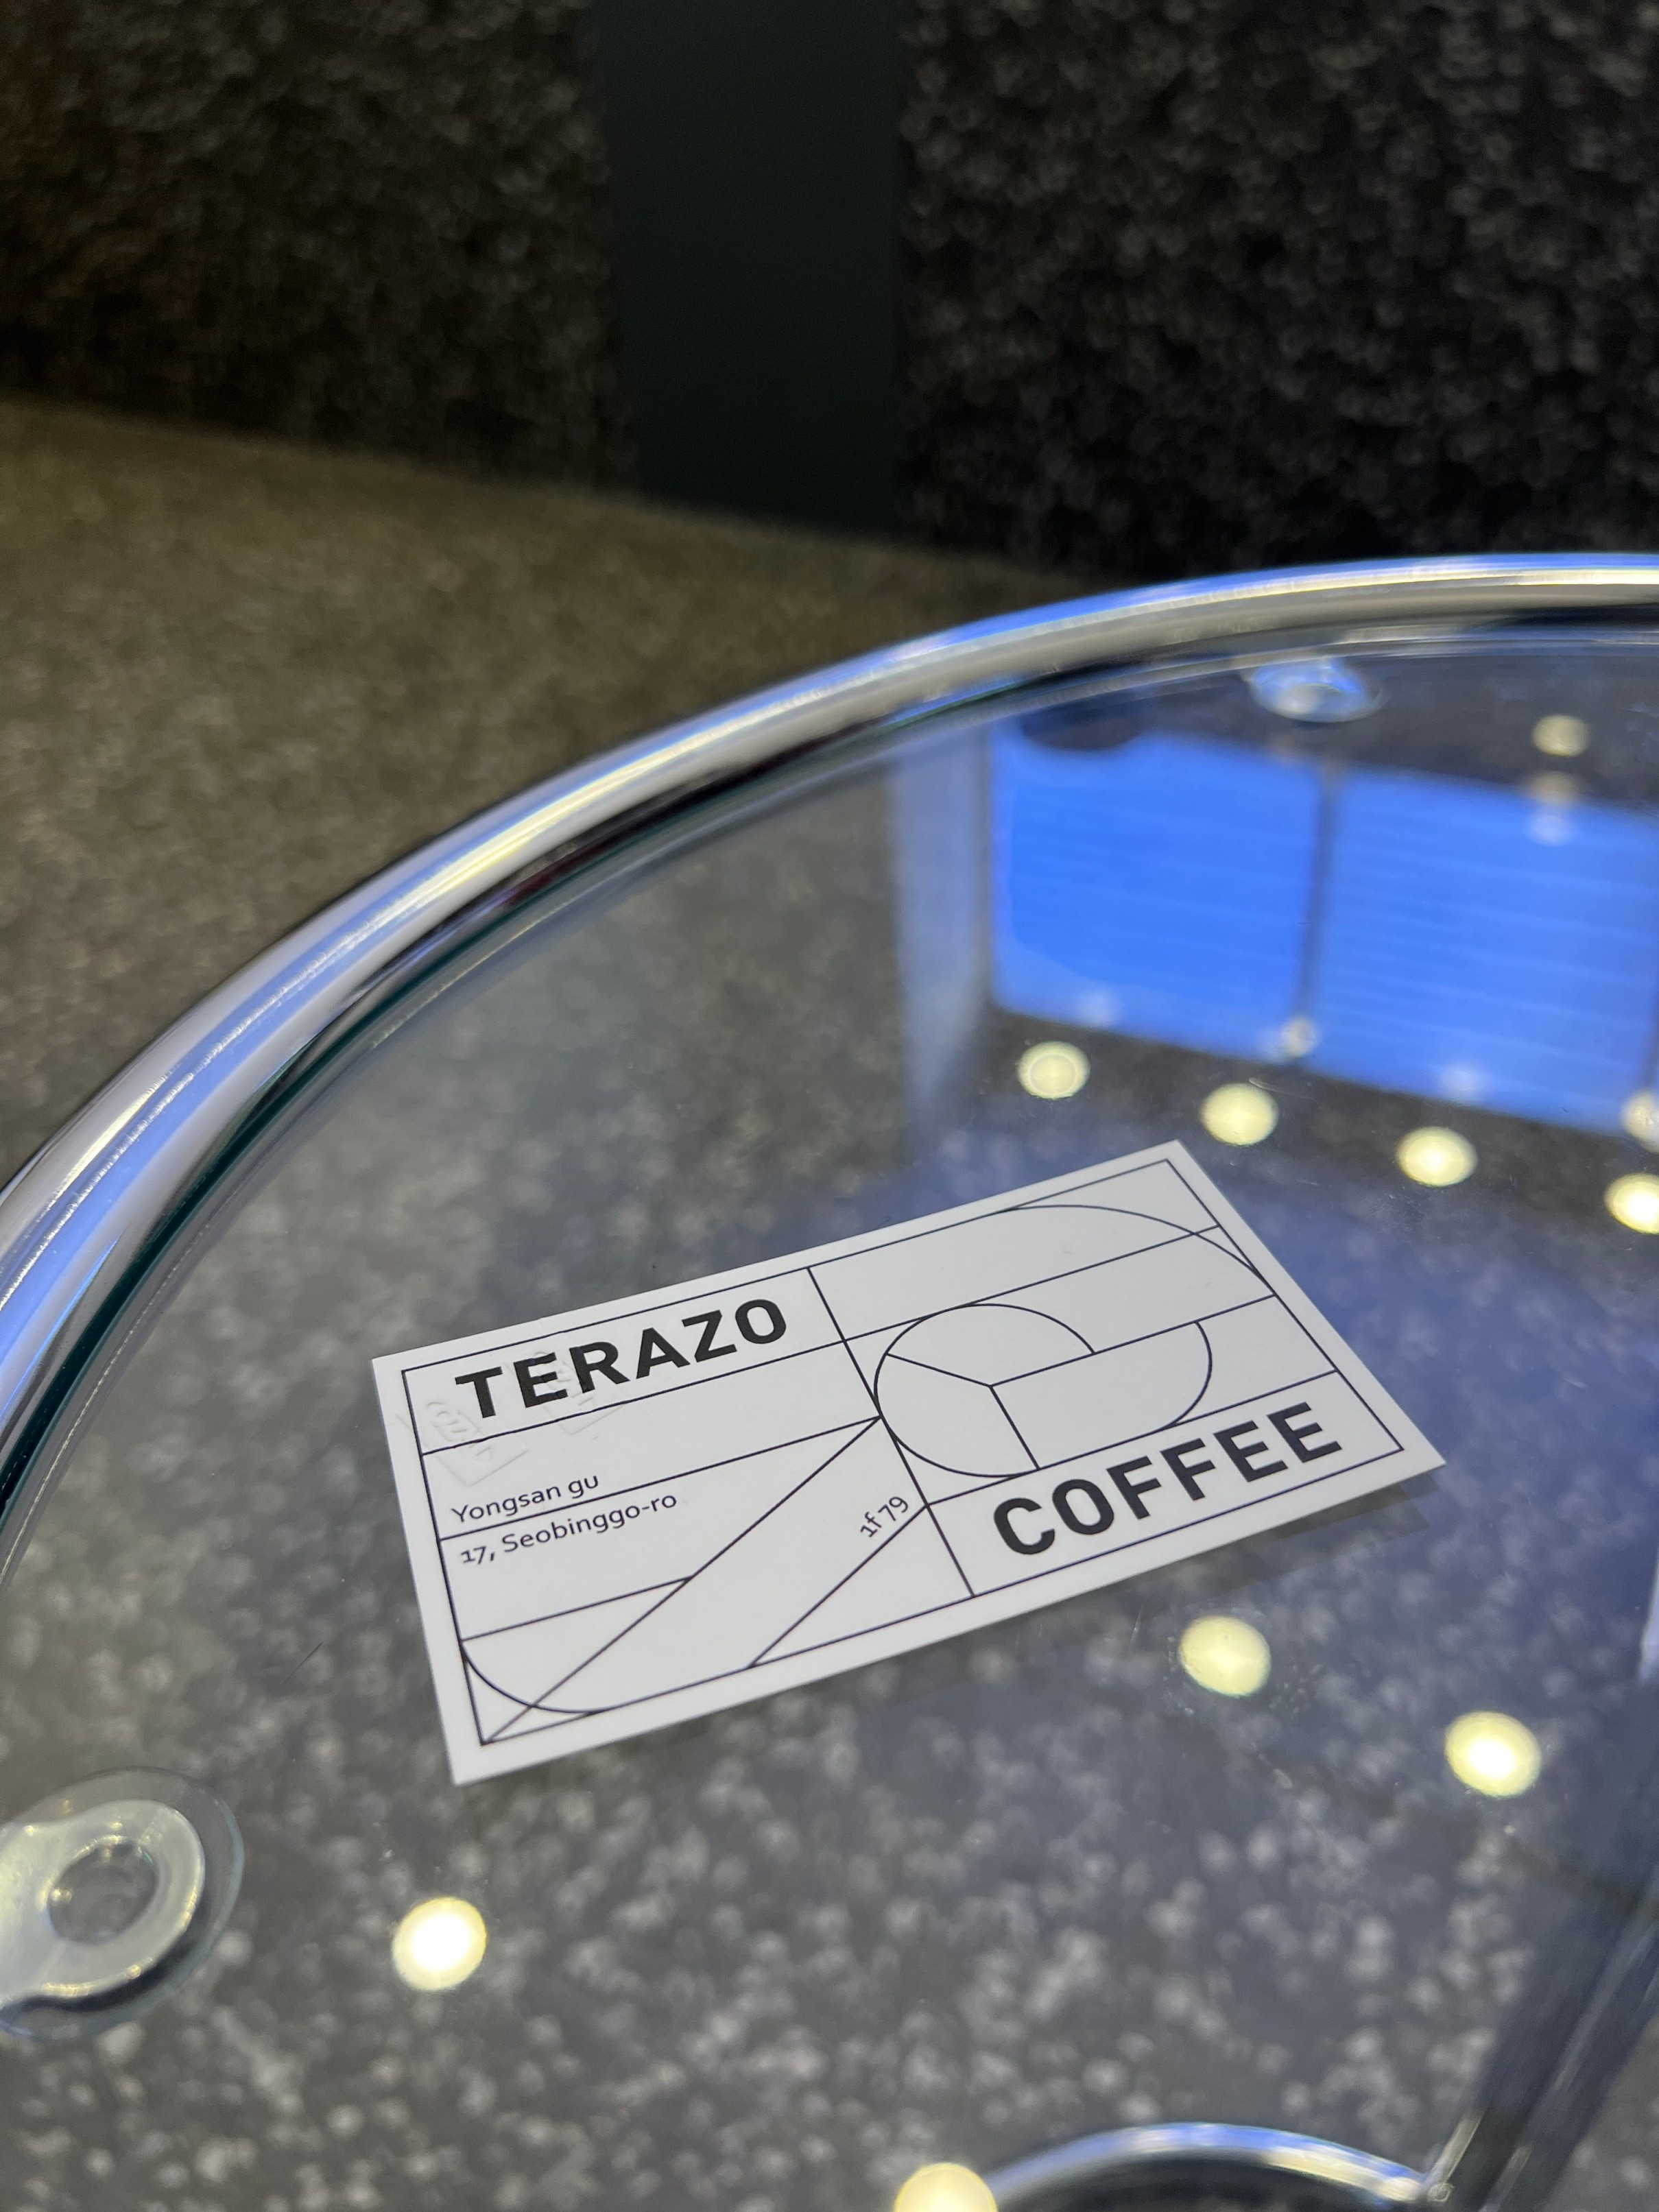 TERAZO
Yongsan gu
17, Seobinggo-ro
1f 79
COFFEE